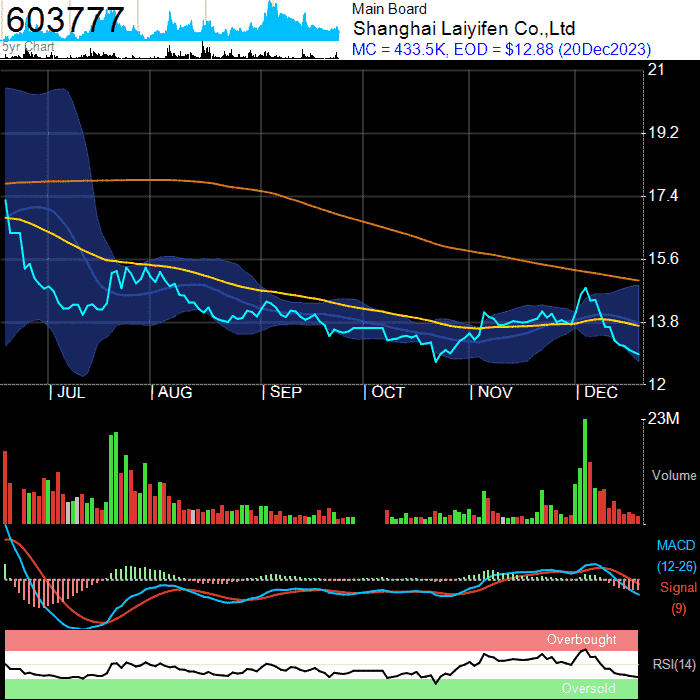 603777
Main Board
Shanghai Laiyifen Co.,Ltd
5yr Chart
MC = 433.5K, EOD = $12.88 (20Dec2023)
21
19.2
17.4
15.6
13.8
12
| JUL | AUG | SEP | OCT | NOV | DEC
23M
Volume
MACD
(12-26)
Signal
(9)
Overbought
RSI(14)
Oversold